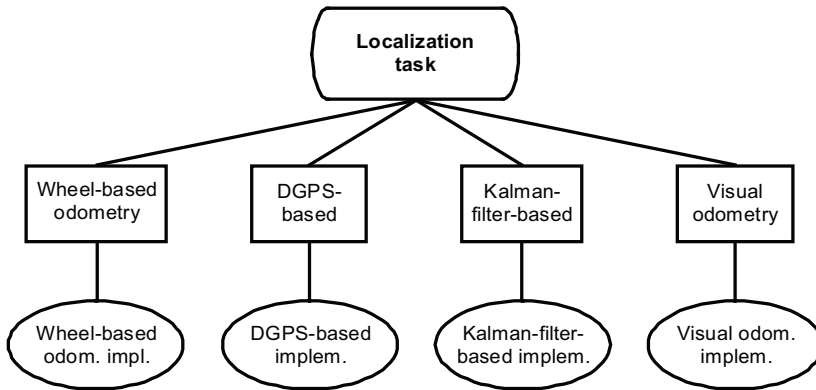 Localization
task
Wheel-based
odometry
DGPS-
based
Kalman-
filter-based
Visual
odometry
Wheel-based
odom. impl.
DGPS-based
implem.
Kalman-filter-
based implem.
Visual odom.
implem.